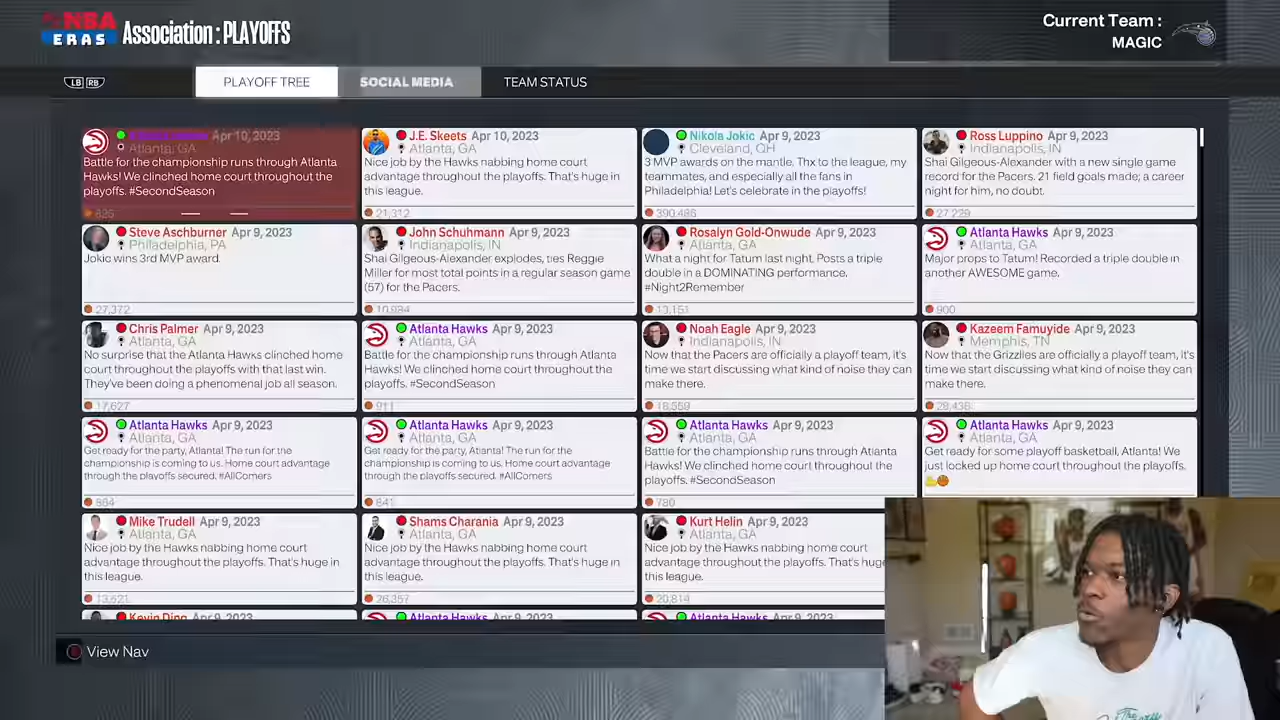 NBA
ERAS
Association : PLAYOFFS
Current Team :
MAGIC
LB RB
PLAYOFF TREE
SOCIAL MEDIA
TEAM STATUS
Apr 10, 2023
Atlanta, GA
Battle for the championship runs through Atlanta
Hawks! We clinched home court throughout the
playoffs. #SecondSeason
J.E. Skeets Apr 10, 2023
Atlanta, GA
Nice job by the Hawks nabbing home court
advantage throughout the playoffs. That's huge in
this league.
21,312
Nikola Jokic Apr 9, 2023
Cleveland, OH
3 MVP awards on the mantle. Thx to the league, my
teammates, and especially all the fans in
Philadelphia! Let's celebrate in the playoffs!
390,485
Ross Luppino Apr 9, 2023
Indianapolis, IN
Shai Gilgeous-Alexander with a new single game
record for the Pacers. 21 field goals made; a career
night for him, no doubt.
27,229
Steve Aschburner Apr 9, 2023
Philadelphia, PA
Jokic wins 3rd MVP award.
27,372
John Schuhmann Apr 9, 2023
Indianapolis, IN
Shai Gilgeous-Alexander explodes, ties Reggie
Miller for most total points in a regular season game
(57) for the Pacers.
10,984
Rosalyn Gold-Onwude Apr 9, 2023
Atlanta, GA
What a night for Tatum last night. Posts a triple
double in a DOMINATING performance.
#Night2Remember
13,151
Atlanta Hawks Apr 9, 2023
Atlanta, GA
Major props to Tatum! Recorded a triple double in
another AWESOME game.
900
Chris Palmer Apr 9, 2023
Atlanta, GA
No surprise that the Atlanta Hawks clinched home
court throughout the playoffs with that last win.
They've been doing a phenomenal job all season.
17,627
Atlanta Hawks Apr 9, 2023
Atlanta, GA
Battle for the championship runs through Atlanta
Hawks! We clinched home court throughout the
playoffs. #SecondSeason
911
Noah Eagle Apr 9, 2023
Indianapolis, IN
Now that the Pacers are officially a playoff team, it's
time we start discussing what kind of noise they can
make there.
18,559
Kazeem Famuyide Apr 9, 2023
Memphis, TN
Now that the Grizzlies are officially a playoff team, it's
time we start discussing what kind of noise they can
make there.
28,438
Atlanta Hawks Apr 9, 2023
Atlanta, GA
Get ready for the party, Atlanta! The run for the
championship is coming to us. Home court advantage
through the playoffs secured. #AllComers
864
Atlanta Hawks Apr 9, 2023
Atlanta, GA
Get ready for the party, Atlanta! The run for the
championship is coming to us. Home court advantage
through the playoffs secured. #AllComers
841
Atlanta Hawks Apr 9, 2023
Atlanta, GA
Battle for the championship runs through Atlanta
Hawks! We clinched home court throughout the
playoffs. #SecondSeason
780
Atlanta Hawks Apr 9, 2023
Atlanta, GA
Get ready for some playoff basketball, Atlanta! We
just locked up home court throughout the playoffs.
Mike Trudell Apr 9, 2023
Atlanta, GA
Nice job by the Hawks nabbing home court
advantage throughout the playoffs. That's huge in
this league.
13,521
Shams Charania Apr 9, 2023
Atlanta, GA
Nice job by the Hawks nabbing home court
advantage throughout the playoffs. That's huge in
this league.
26,357
Kurt Helin Apr 9, 2023
Atlanta, GA
Nice job by the Hawks nabbing home court
advantage throughout the playoffs. That's huge
this league.
20,814
Kevin Ding Apr 9, 2023
Atlanta Hawks Apr 9, 2023
Atlanta Hawks Apr 9, 2023
View Nav